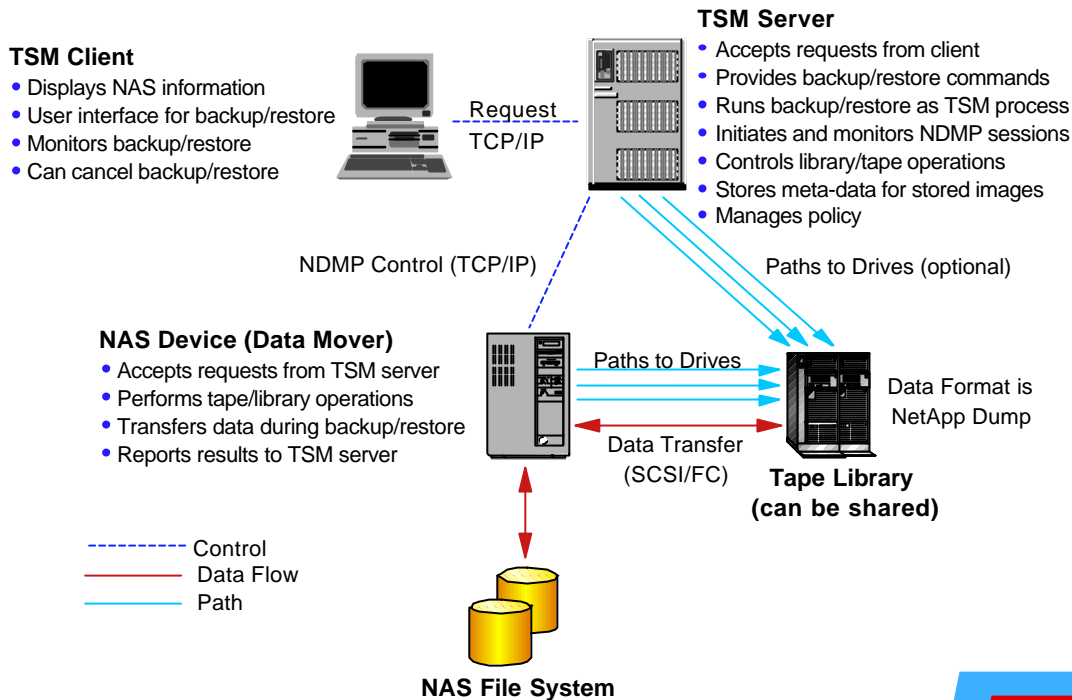 TSM Server
• Accepts requests from client
• Provides backup/restore commands
• Runs backup/restore as TSM process
• Initiates and monitors NDMP sessions
• Controls library/tape operations
• Stores meta-data for stored images
• Manages policy
TSM Client
• Displays NAS information
• User interface for backup/restore
• Monitors backup/restore
• Can cancel backup/restore
Request
TCP/IP
NDMP Control (TCP/IP)
Paths to Drives (optional)
NAS Device (Data Mover)
• Accepts requests from TSM server
• Performs tape/library operations
• Transfers data during backup/restore
• Reports results to TSM server
Paths to Drives
Data Transfer
(SCSI/FC)
Data Format is
NetApp Dump
Tape Library
(can be shared)
Control
Data Flow
Path
NAS File System